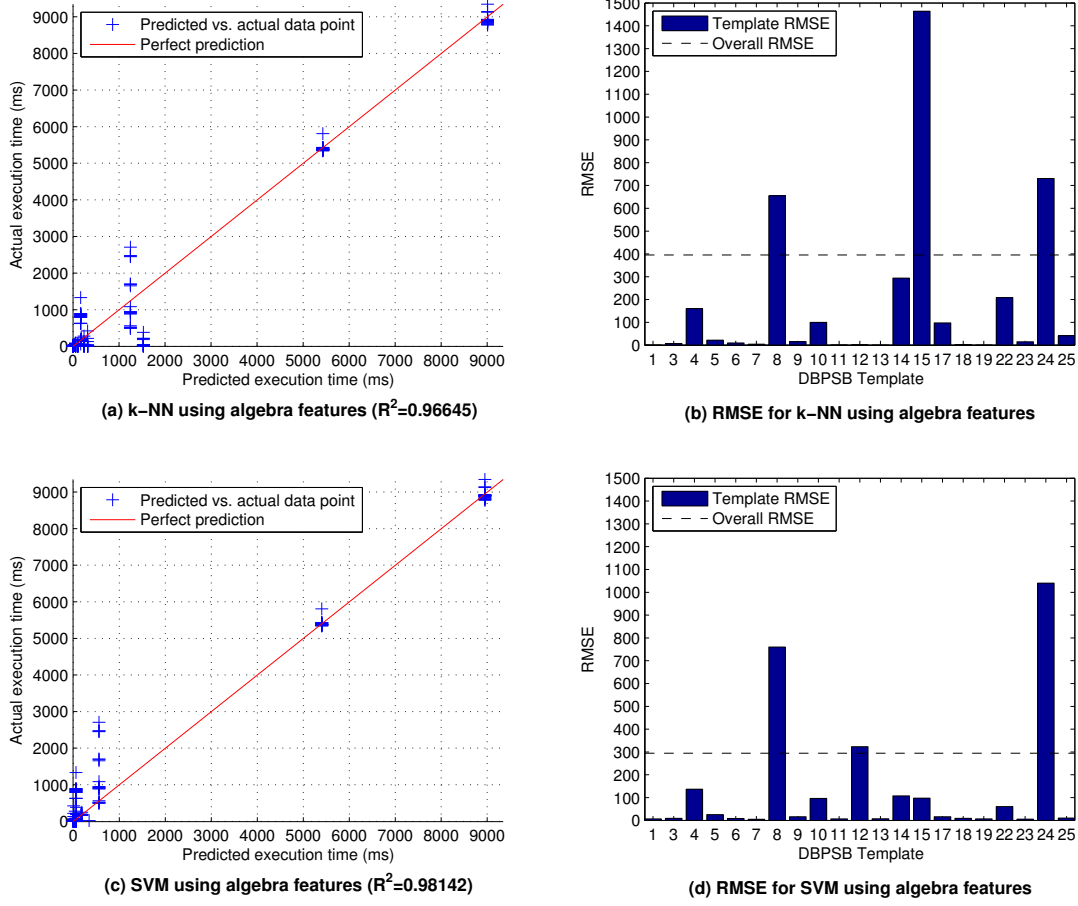 Predicted vs. actual data point
Perfect prediction
9000
8000
7000
6000
5000
4000
3000
2000
1000
0
Actual execution time (ms)
0 1000 2000 3000 4000 5000 6000 7000 8000 9000
Predicted execution time (ms)
(a) k−NN using algebra features (R²=0.96645)
Template RMSE
Overall RMSE
1500
1400
1300
1200
1100
1000
900
800
700
600
500
400
300
200
100
0
RMSE
1 3 4 5 6 7 8 9 10 11 12 13 14 15 17 18 19 22 23 24 25
DBPSB Template
(b) RMSE for k−NN using algebra features
Predicted vs. actual data point
Perfect prediction
9000
8000
7000
6000
5000
4000
3000
2000
1000
0
Actual execution time (ms)
0 1000 2000 3000 4000 5000 6000 7000 8000 9000
Predicted execution time (ms)
(c) SVM using algebra features (R²=0.98142)
Template RMSE
Overall RMSE
1500
1400
1300
1200
1100
1000
900
800
700
600
500
400
300
200
100
0
RMSE
1 3 4 5 6 7 8 9 10 11 12 13 14 15 17 18 19 22 23 24 25
DBPSB Template
(d) RMSE for SVM using algebra features